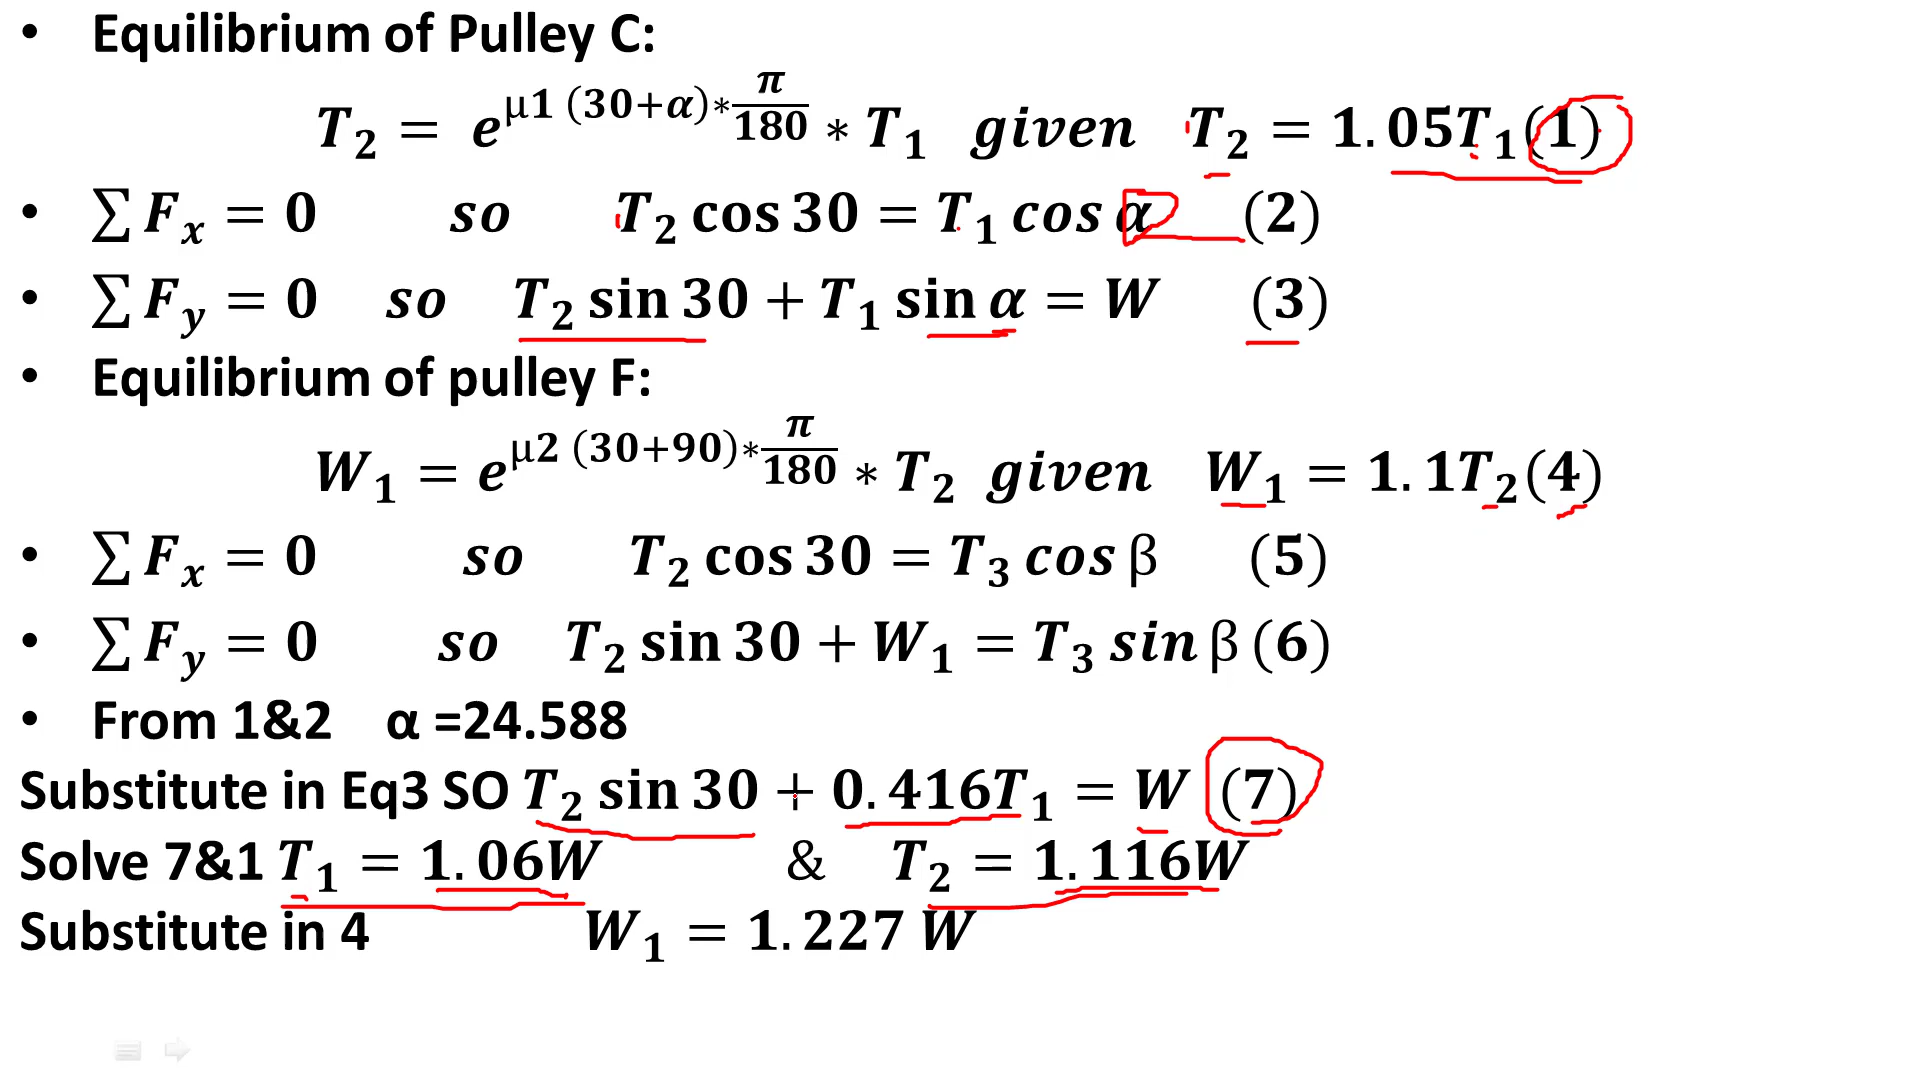 • Equilibrium of Pulley C:
T₂ = e^(µ1 (30+α)*π/180) * T₁ given T₂ = 1.05T₁(1)
• ∑Fₓ = 0 so T₂ cos 30 = T₁ cos α (2)
• ∑F_y = 0 so T₂ sin 30 + T₁ sin α = W (3)
• Equilibrium of pulley F:
W₁ = e^(µ2 (30+90)*π/180) * T₂ given W₁ = 1.1T₂(4)
• ∑Fₓ = 0 so T₂ cos 30 = T₃ cos β (5)
• ∑F_y = 0 so T₂ sin 30 + W₁ = T₃ sin β (6)
• From 1&2 α =24.588
Substitute in Eq3 SO T₂ sin 30 + 0.416T₁ = W (7)
Solve 7&1 T₁ = 1.06W & T₂ = 1.116W
Substitute in 4 W₁ = 1.227 W